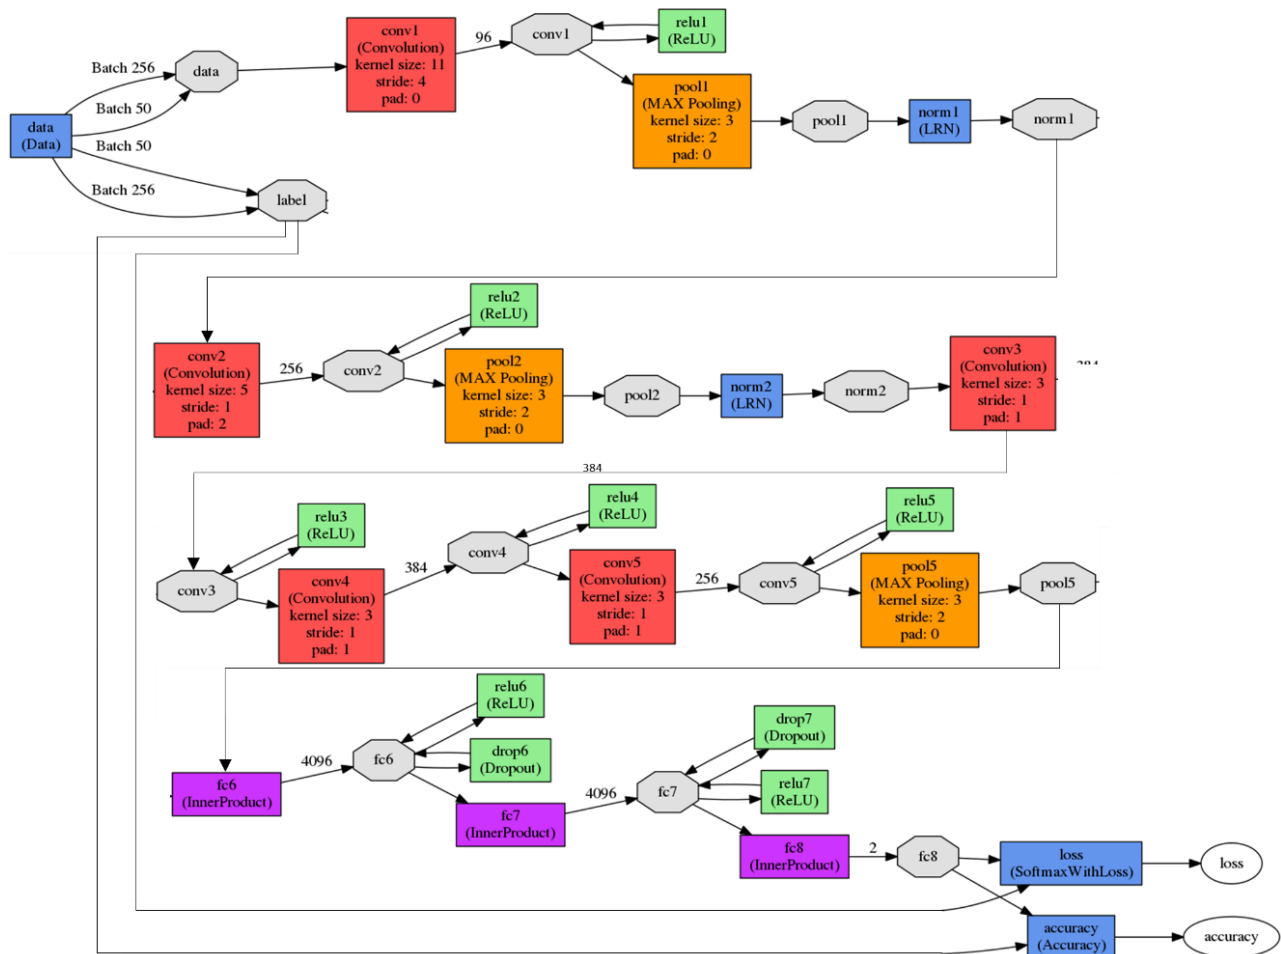 Batch 256
data
Batch 50
data
(Data)
Batch 50
Batch 256
label
conv1
(Convolution)
kernel size: 11
stride: 4
pad: 0
96
conv1
relu1
(ReLU)
pool1
(MAX Pooling)
kernel size: 3
stride: 2
pad: 0
pool1
norm1
(LRN)
norm1
conv2
(Convolution)
kernel size: 5
stride: 1
pad: 2
256
conv2
relu2
(ReLU)
pool2
(MAX Pooling)
kernel size: 3
stride: 2
pad: 0
pool2
norm2
(LRN)
norm2
conv3
(Convolution)
kernel size: 3
stride: 1
pad: 1
384
conv3
relu3
(ReLU)
conv4
(Convolution)
kernel size: 3
stride: 1
pad: 1
384
conv4
relu4
(ReLU)
conv5
(Convolution)
kernel size: 3
stride: 1
pad: 1
256
conv5
relu5
(ReLU)
pool5
(MAX Pooling)
kernel size: 3
stride: 2
pad: 0
pool5
fc6
(InnerProduct)
4096
fc6
relu6
(ReLU)
drop6
(Dropout)
fc7
(InnerProduct)
4096
fc7
drop7
(Dropout)
relu7
(ReLU)
fc8
(InnerProduct)
2
fc8
loss
(SoftmaxWithLoss)
loss
accuracy
(Accuracy)
accuracy